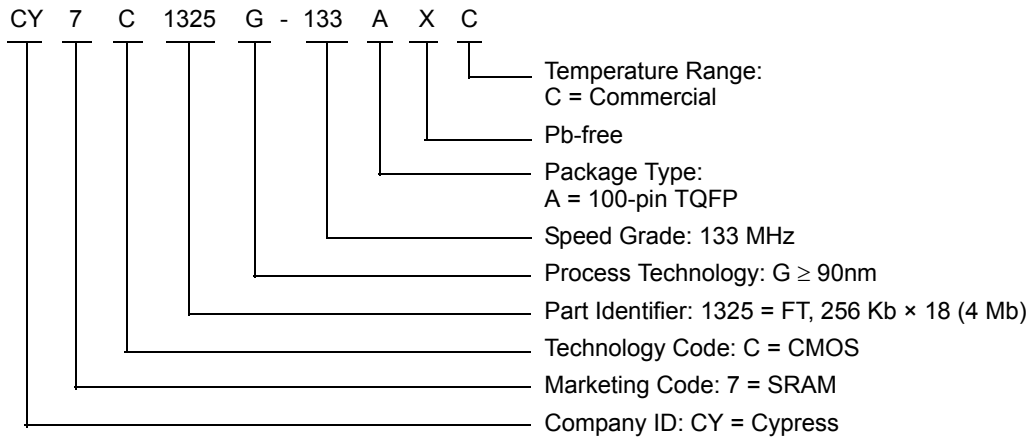 CY 7 C 1325 G - 133 A X C
Temperature Range:
C = Commercial
Pb-free
Package Type:
A = 100-pin TQFP
Speed Grade: 133 MHz
Process Technology: G ≥ 90nm
Part Identifier: 1325 = FT, 256 Kb × 18 (4 Mb)
Technology Code: C = CMOS
Marketing Code: 7 = SRAM
Company ID: CY = Cypress